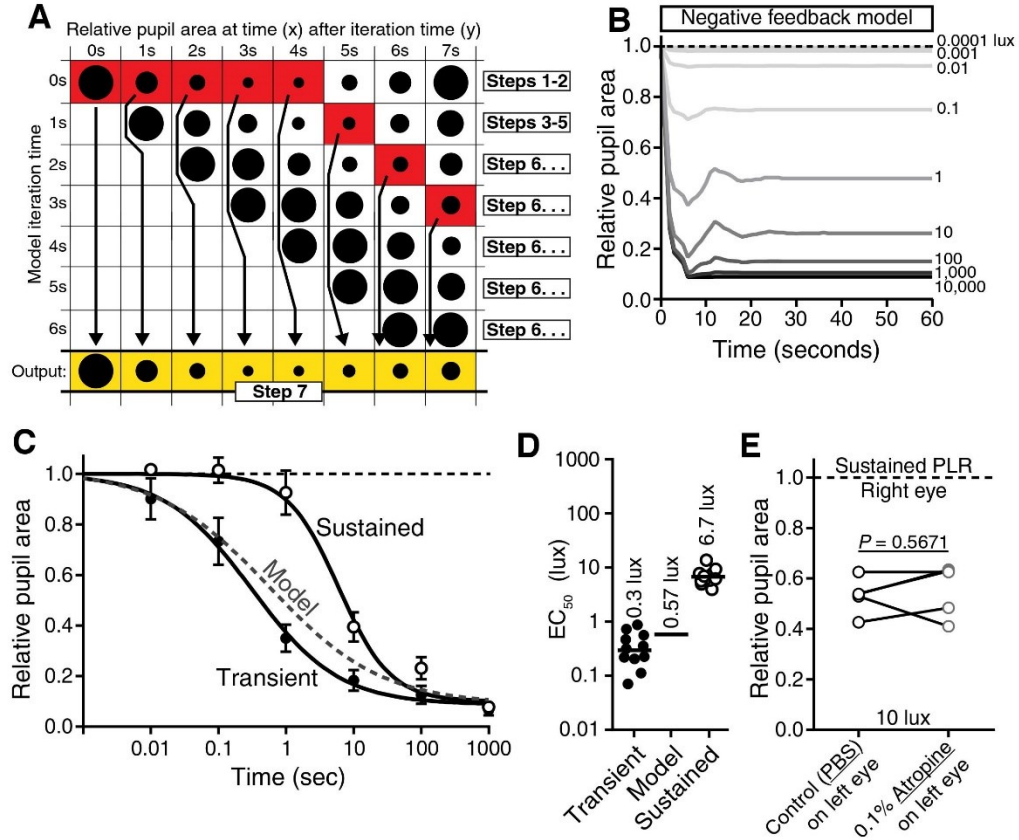 A
Relative pupil area at time (x) after iteration time (y)
0s 1s 2s 3s 4s 5s 6s 7s
Model iteration time
0s
Steps 1-2
1s
Steps 3-5
2s
Step 6. . .
3s
Step 6. . .
4s
Step 6. . .
5s
Step 6. . .
6s
Step 6. . .
Output:
Step 7
B
Negative feedback model
Relative pupil area
1.0
0.8
0.6
0.4
0.2
0.0
0.0001 lux
0.001
0.01
0.1
1
10
100
1,000
10,000
0 10 20 30 40 50 60
Time (seconds)
C
Relative pupil area
1.0
0.8
0.6
0.4
0.2
0.0
Sustained
Model
Transient
0.01 0.1 1 10 100 1000
Time (sec)
D
EC50 (lux)
1000
100
10
1
0.1
0.01
0.3 lux
0.57 lux
6.7 lux
Transient
Model
Sustained
E
Relative pupil area
1.0
0.8
0.6
0.4
0.2
0.0
Sustained PLR
Right eye
P = 0.5671
10 lux
Control (PBS)
on left eye
0.1% Atropine
on left eye